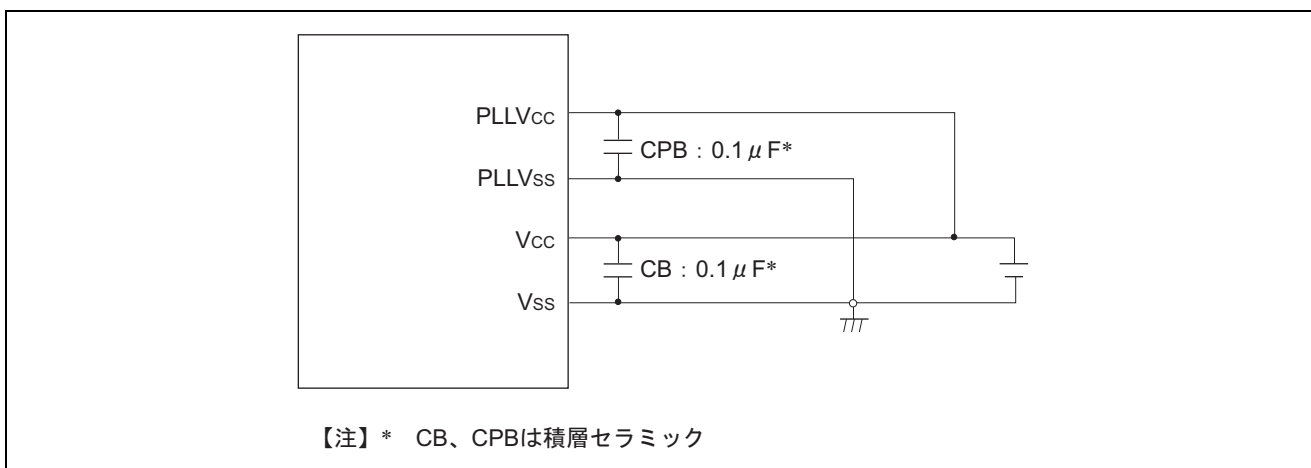 PLLVCC
CPB：0.1μF*
PLLVSS
VCC
CB：0.1μF*
VSS
【注】* CB、CPBは積層セラミック